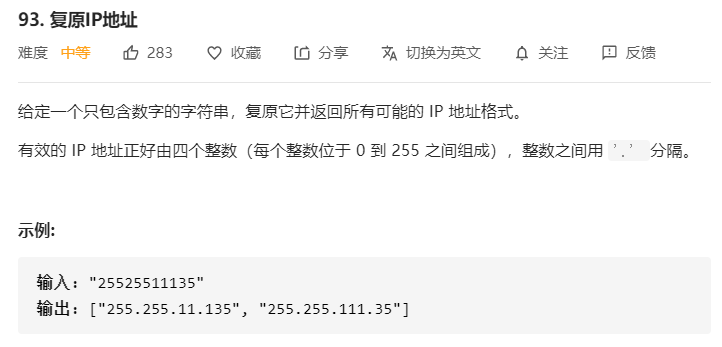 93. 复原IP地址
难度 中等 283 收藏 分享 切换为英文 关注 反馈
给定一个只包含数字的字符串，复原它并返回所有可能的 IP 地址格式。
有效的 IP 地址正好由四个整数（每个整数位于 0 到 255 之间组成），整数之间用 '.' 分隔。
示例:
输入: "25525511135"
输出: ["255.255.11.135", "255.255.111.35"]